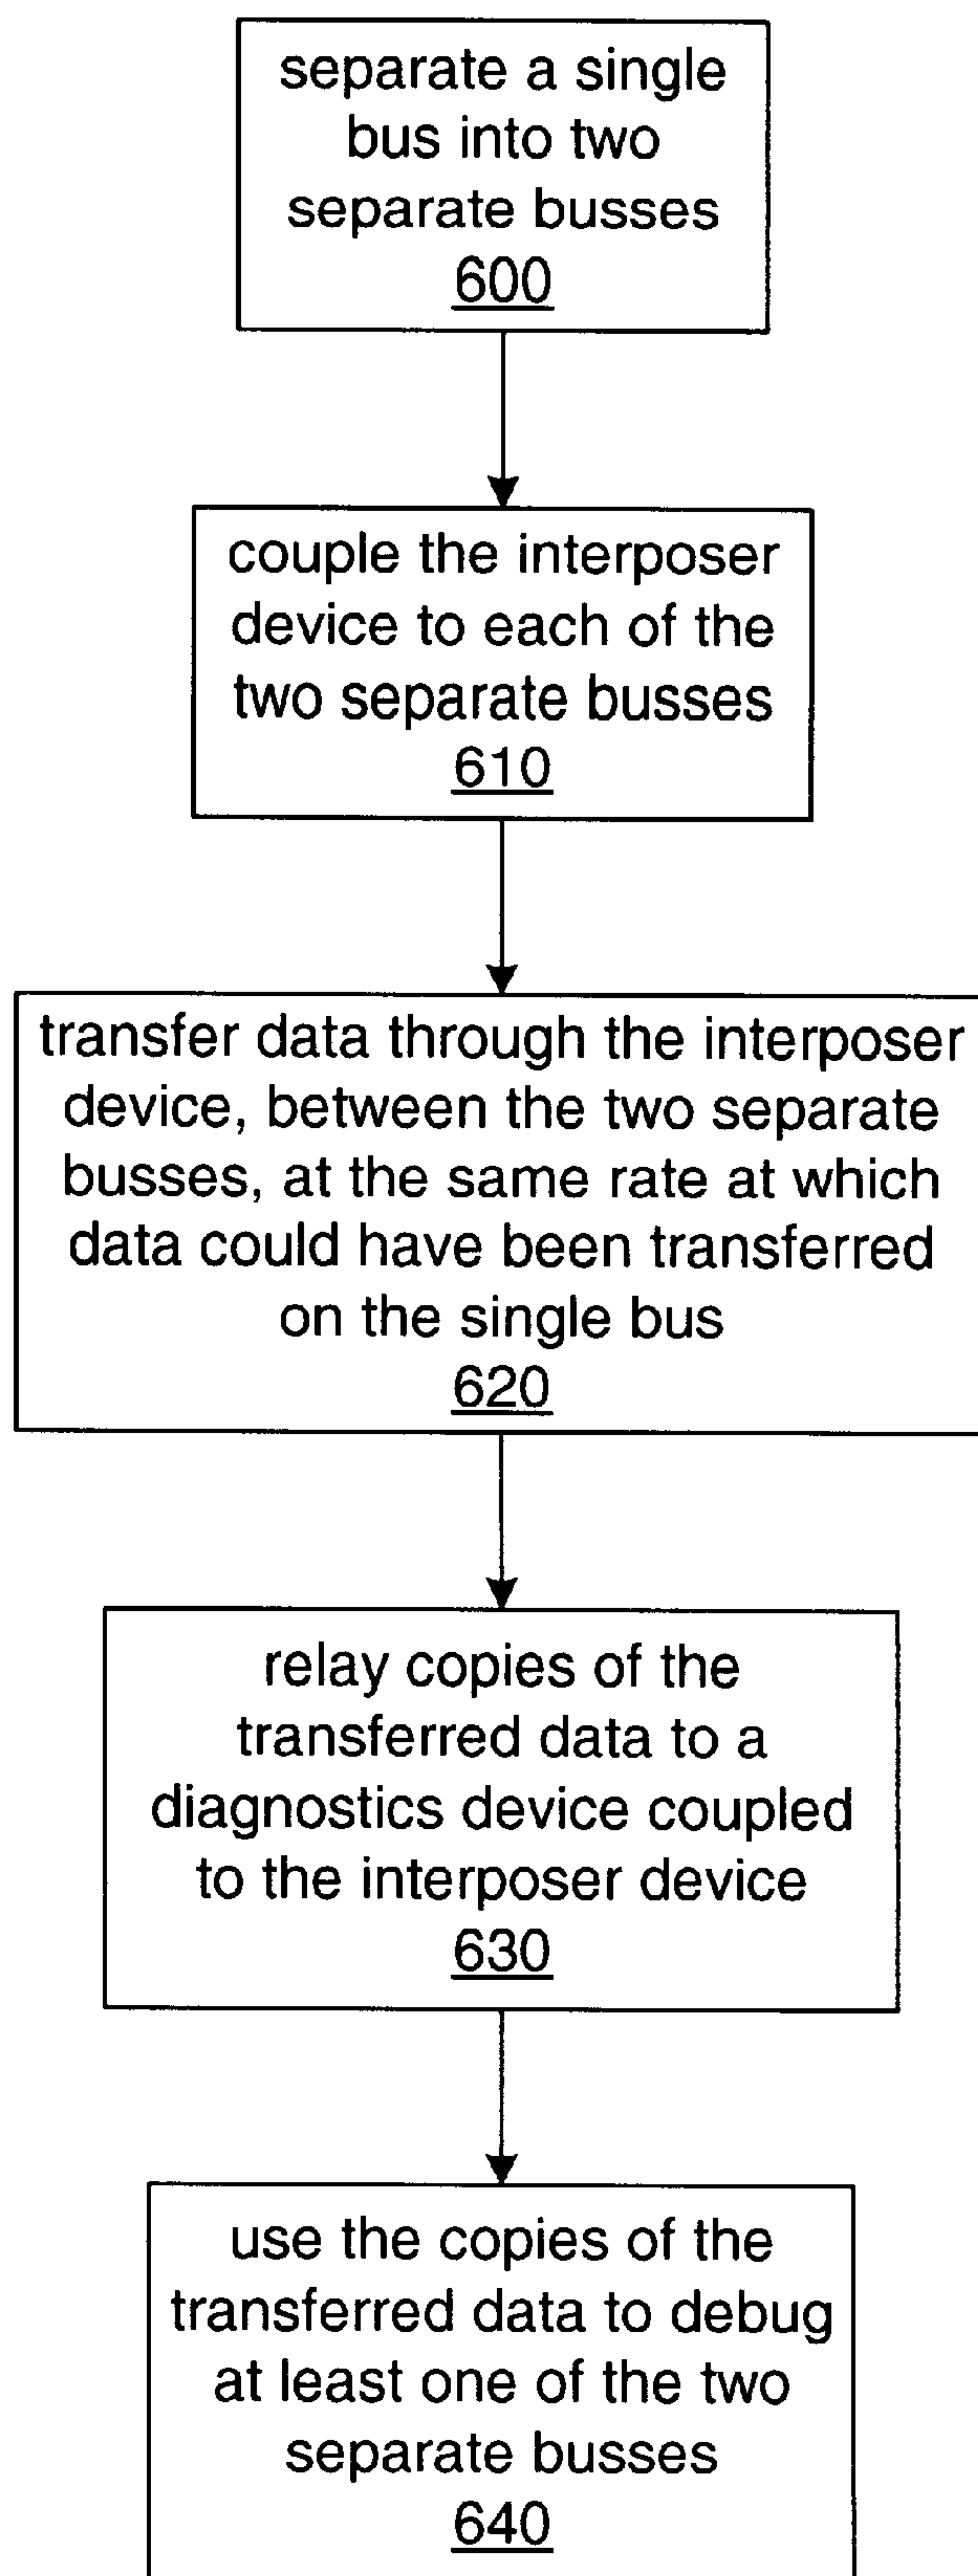 separate a single
bus into two
separate busses
600
couple the interposer
device to each of the
two separate busses
610
transfer data through the interposer
device, between the two separate
busses, at the same rate at which
data could have been transferred
on the single bus
620
relay copies of the
transferred data to a
diagnostics device coupled
to the interposer device
630
use the copies of the
transferred data to debug
at least one of the two
separate busses
640